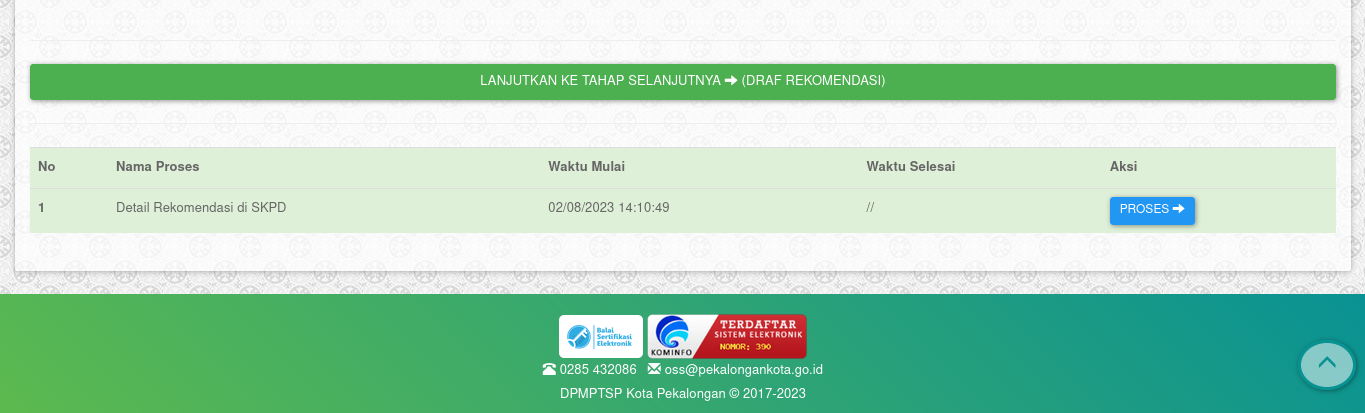 LANJUTKAN KE TAHAP SELANJUTNYA (DRAF REKOMENDASI)
No Nama Proses Waktu Mulai Waktu Selesai Aksi
1 Detail Rekomendasi di SKPD 02/08/2023 14:10:49 // PROSES
Balai
Sertifikasi
Elektronik
TERDAFTAR
SISTEM ELEKTRONIK
KOMINFO NOMOR: 390
0285 432086 oss@pekalongankota.go.id
DPMPTSP Kota Pekalongan © 2017-2023